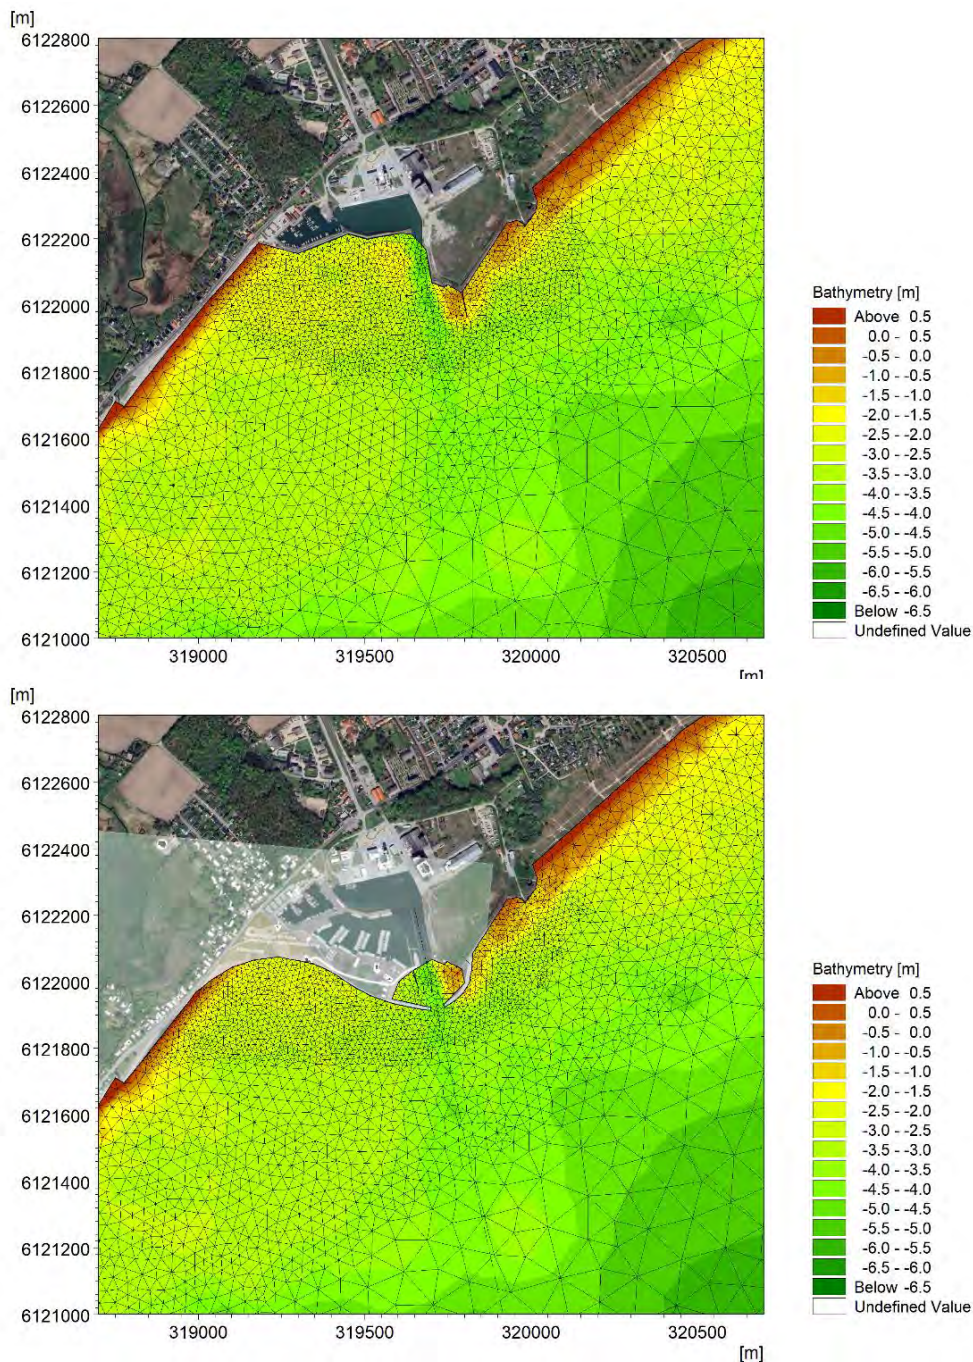 [m]
6122800
6122600
6122400
6122200
6122000
6121800
6121600
6121400
6121200
6121000
319000 319500 320000 320500
[m]
Bathymetry [m]
Above 0.5
0.0 - 0.5
-0.5 - 0.0
-1.0 - -0.5
-1.5 - -1.0
-2.0 - -1.5
-2.5 - -2.0
-3.0 - -2.5
-3.5 - -3.0
-4.0 - -3.5
-4.5 - -4.0
-5.0 - -4.5
-5.5 - -5.0
-6.0 - -5.5
-6.5 - -6.0
Below -6.5
Undefined Value
[m]
6122800
6122600
6122400
6122200
6122000
6121800
6121600
6121400
6121200
6121000
319000 319500 320000 320500
[m]
Bathymetry [m]
Above 0.5
0.0 - 0.5
-0.5 - 0.0
-1.0 - -0.5
-1.5 - -1.0
-2.0 - -1.5
-2.5 - -2.0
-3.0 - -2.5
-3.5 - -3.0
-4.0 - -3.5
-4.5 - -4.0
-5.0 - -4.5
-5.5 - -5.0
-6.0 - -5.5
-6.5 - -6.0
Below -6.5
Undefined Value